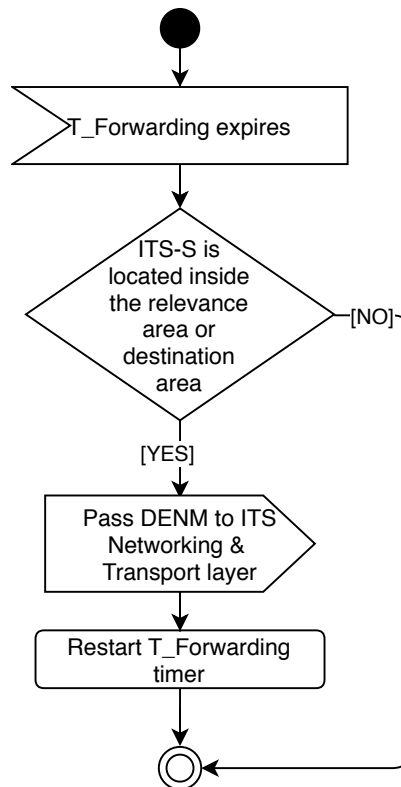 T_Forwarding expires
ITS-S is
located inside
the relevance
area or
destination
area
[NO]
[YES]
Pass DENM to ITS
Networking &
Transport layer
Restart T_Forwarding
timer